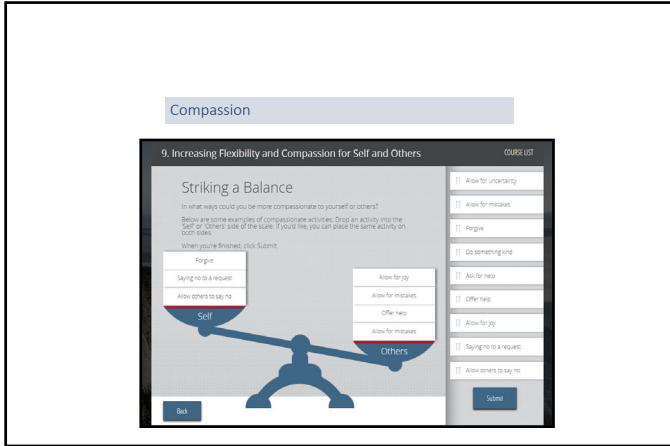 Compassion
9. Increasing Flexibility and Compassion for Self and Others
COURSE LIST
Striking a Balance
In what ways could you be more compassionate to yourself or others?
Below are some examples of compassionate activities. Drop an activity into the
'Self' or 'Others' side of the scale. If you'd like, you can place the same activity on
both sides.
When you're finished, click Submit.
Forgive
Saying no to a request
Allow others to say no
Self
Allow for joy
Allow for mistakes
Offer help
Allow for mistakes
Others
Allow for uncertainty
Allow for mistakes
Forgive
Do something kind
Ask for help
Offer help
Allow for joy
Saying no to a request
Allow others to say no
Submit
Back